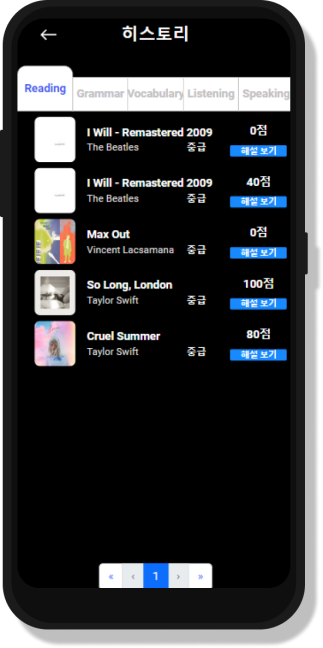 ← 히스토리
Reading Grammar Vocabulary Listening Speaking
I Will - Remastered 2009 0점
The Beatles 중급 해설 보기
I Will - Remastered 2009 40점
The Beatles 중급 해설 보기
Max Out 0점
Vincent Lacsamana 중급 해설 보기
So Long, London 100점
Taylor Swift 중급 해설 보기
Cruel Summer 80점
Taylor Swift 중급 해설 보기
« ‹ 1 › »